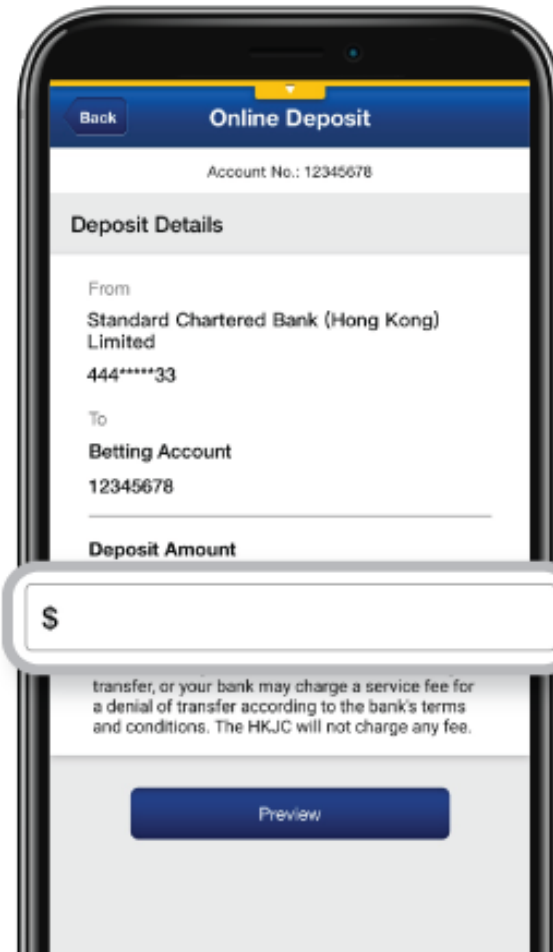 Back
Online Deposit
Account No.: 12345678
Deposit Details
From
Standard Chartered Bank (Hong Kong)
Limited
444*****33
To
Betting Account
12345678
Deposit Amount
$
transfer, or your bank may charge a service fee for
a denial of transfer according to the bank's terms
and conditions. The HKJC will not charge any fee.
Preview